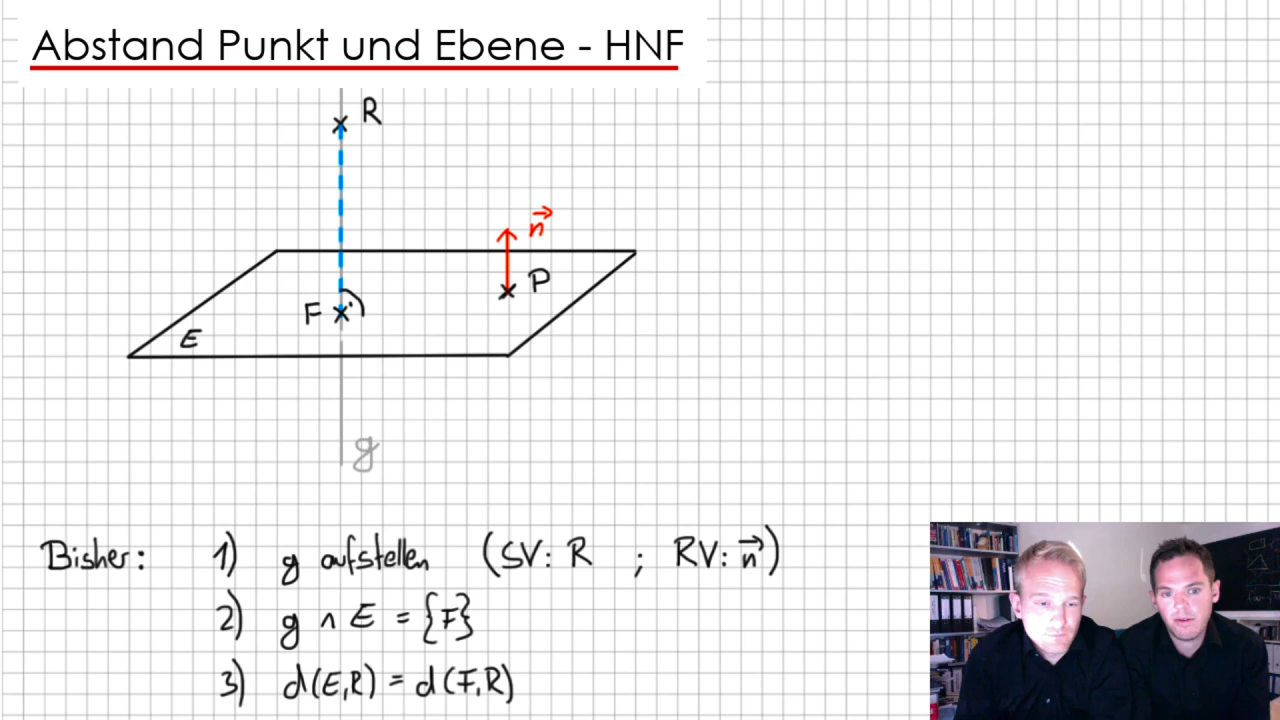 Abstand Punkt und Ebene - HNF
R
n⃗
P
F
E
g
Bisher: 1) g aufstellen (SV: R ; RV: n⃗)
2) g ∩ E = {F}
3) d(E,R) = d(F,R)